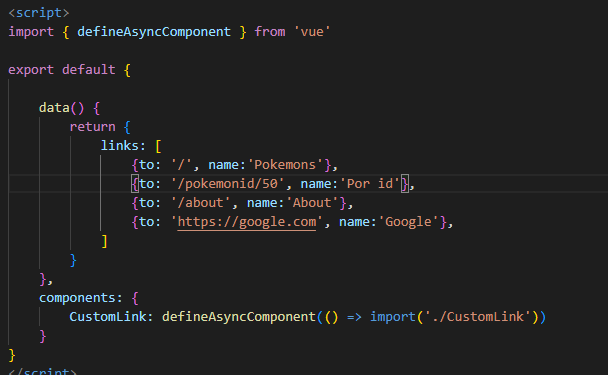 <script>
import { defineAsyncComponent } from 'vue'
export default {
data() {
return {
links: [
{to: '/', name:'Pokemons'},
{to: '/pokemonid/50', name:'Por id'},
{to: '/about', name:'About'},
{to: 'https://google.com', name:'Google'},
]
}
},
components: {
CustomLink: defineAsyncComponent(() => import('./CustomLink'))
}
}
</script>